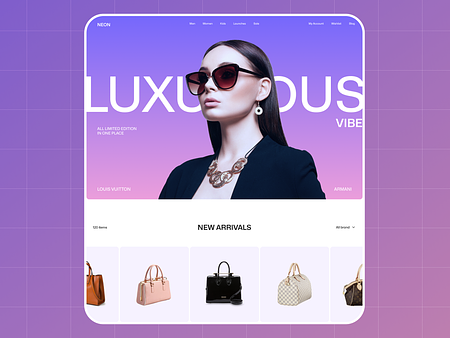 NEON
Men Women Kids Luxuries Sale
My Account Wishlist Bag
LUXU OUS
VIBE
ALL LIMITED EDITION
IN ONE PLACE
LOUIS VUITTON
ARMANI
120 items
NEW ARRIVALS
All brand